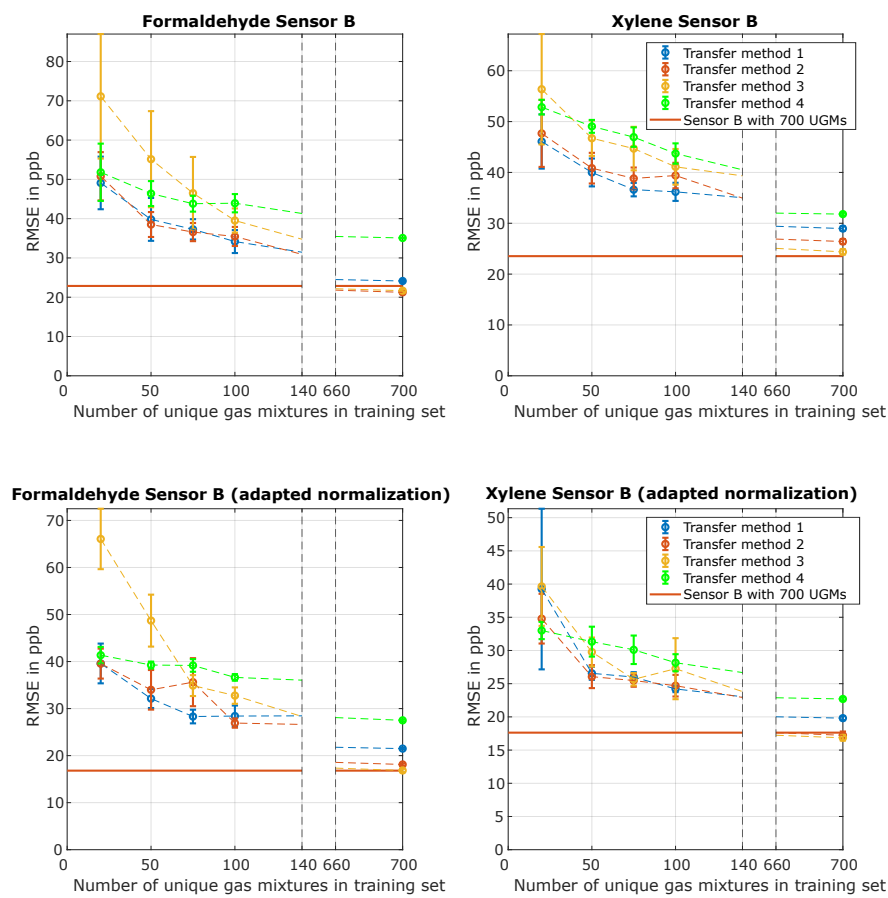 Formaldehyde Sensor B
RMSE in ppb
80
70
60
50
40
30
20
10
0
0 50 100 140 660 700
Number of unique gas mixtures in training set
Xylene Sensor B
RMSE in ppb
60
50
40
30
20
10
0
0 50 100 140 660 700
Number of unique gas mixtures in training set
Transfer method 1
Transfer method 2
Transfer method 3
Transfer method 4
Sensor B with 700 UGMs
Formaldehyde Sensor B (adapted normalization)
RMSE in ppb
70
60
50
40
30
20
10
0
0 50 100 140 660 700
Number of unique gas mixtures in training set
Xylene Sensor B (adapted normalization)
RMSE in ppb
50
45
40
35
30
25
20
15
10
5
0
0 50 100 140 660 700
Number of unique gas mixtures in training set
Transfer method 1
Transfer method 2
Transfer method 3
Transfer method 4
Sensor B with 700 UGMs